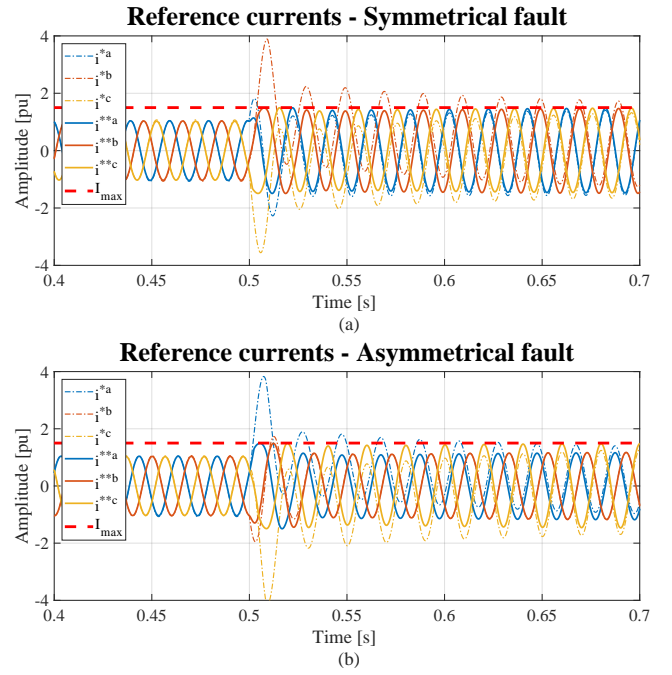 Reference currents - Symmetrical fault
4
2
0
-2
-4
Amplitude [pu]
i*a
i*b
i*c
i**a
i**b
i**c
Imax
0.4 0.45 0.5 0.55 0.6 0.65 0.7
Time [s]
(a)
Reference currents - Asymmetrical fault
4
2
0
-2
-4
Amplitude [pu]
i*a
i*b
i*c
i**a
i**b
i**c
Imax
0.4 0.45 0.5 0.55 0.6 0.65 0.7
Time [s]
(b)